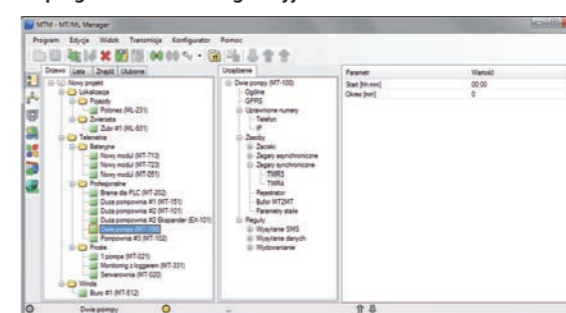 MTM - MT/ML Manager
Program Edycja Widok Transmisja Konfigurator Pomoc
Drzewo Lista Znajdź Ulubione
Nowy projekt
Lokalizacja
Pojazdy
Polonez (ML-231)
Zwierzęta
Żubr #1 (ML-931)
Telemetria
Bateryjne
Nowy moduł (MT-713)
Nowy moduł (MT-723)
Nowy moduł (MT-051)
Profesjonalne
Brama dla PLC (MT-202)
Duża pompownia #1 (MT-151)
Duża pompownia #2 (MT-101)
Duża pompownia #2 Ekspander (EX-101)
Dwie pompy (MT-100)
Pompownia #3 (MT-102)
Proste
1 pompa (MT-021)
Monitoring z loggerem (MT-331)
Serwerownia (MT-020)
Winda
Biuro #1 (MT-512)
Urządzenie
Dwie pompy (MT-100)
Ogólne
GPRS
Uprawnione numery
Telefon
IP
Zasoby
Zaciski
Zegary synchroniczne
Zegary asynchroniczne
TMR3
TMR4
Rejestrator
Bufor MT2MT
Parametry stałe
Reguły
Wysyłanie SMS
Wysyłanie danych
Wydzwanianie
Parametr Wartość
Start [hh:mm] 00:00
Okres [min] 0
Dwie pompy ...